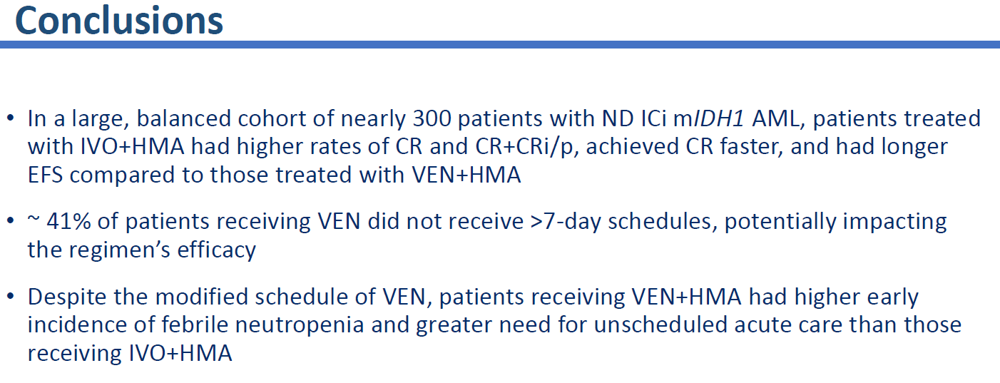 Conclusions
• In a large, balanced cohort of nearly 300 patients with ND ICi mIDH1 AML, patients treated
with IVO+HMA had higher rates of CR and CR+CRi/p, achieved CR faster, and had longer
EFS compared to those treated with VEN+HMA
• ~ 41% of patients receiving VEN did not receive >7-day schedules, potentially impacting
the regimen’s efficacy
• Despite the modified schedule of VEN, patients receiving VEN+HMA had higher early
incidence of febrile neutropenia and greater need for unscheduled acute care than those
receiving IVO+HMA